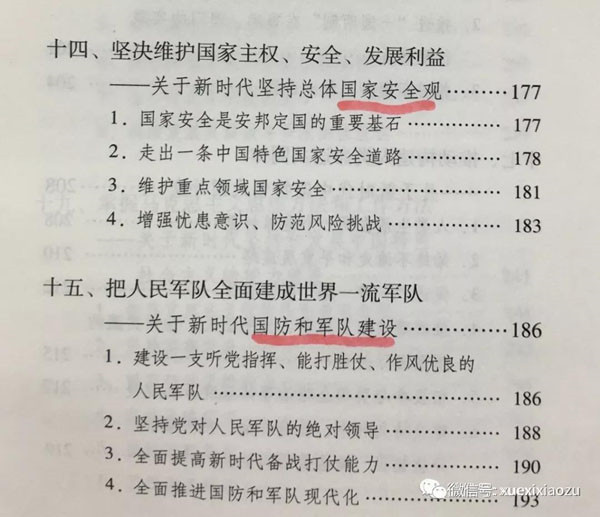 十四、坚决维护国家主权、安全、发展利益
——关于新时代坚持总体国家安全观………177
1. 国家安全是安邦定国的重要基石…………177
2. 走出一条中国特色国家安全道路…………178
3. 维护重点领域国家安全……………………181
4. 增强忧患意识、防范风险挑战……………183
十五、把人民军队全面建成世界一流军队
——关于新时代国防和军队建设……………186
1. 建设一支听党指挥、能打胜仗、作风优良的
人民军队……………………………………186
2. 坚持党对人民军队的绝对领导……………188
3. 全面提高新时代备战打仗能力……………190
4. 全面推进国防和军队现代化………………193
微信号: xuexixiaozu